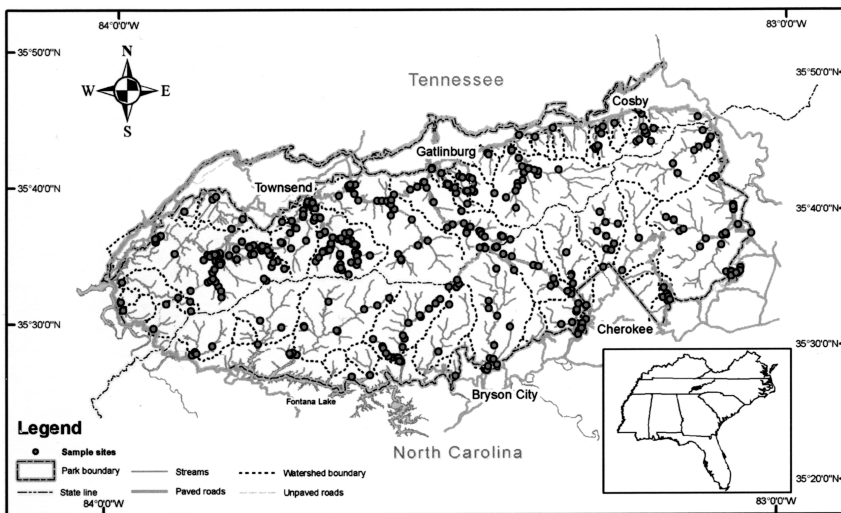 84°0'0"W
83°0'0"W
35°50'0"N
35°50'0"N
N
W E
S
Tennessee
Cosby
Gatlinburg
Townsend
35°40'0"N
35°40'0"N
35°30'0"N
35°30'0"N
Cherokee
Bryson City
Fontana Lake
North Carolina
Legend
Sample sites
Park boundary
Streams
Watershed boundary
State line
Paved roads
Unpaved roads
35°20'0"N
84°0'0"W
83°0'0"W